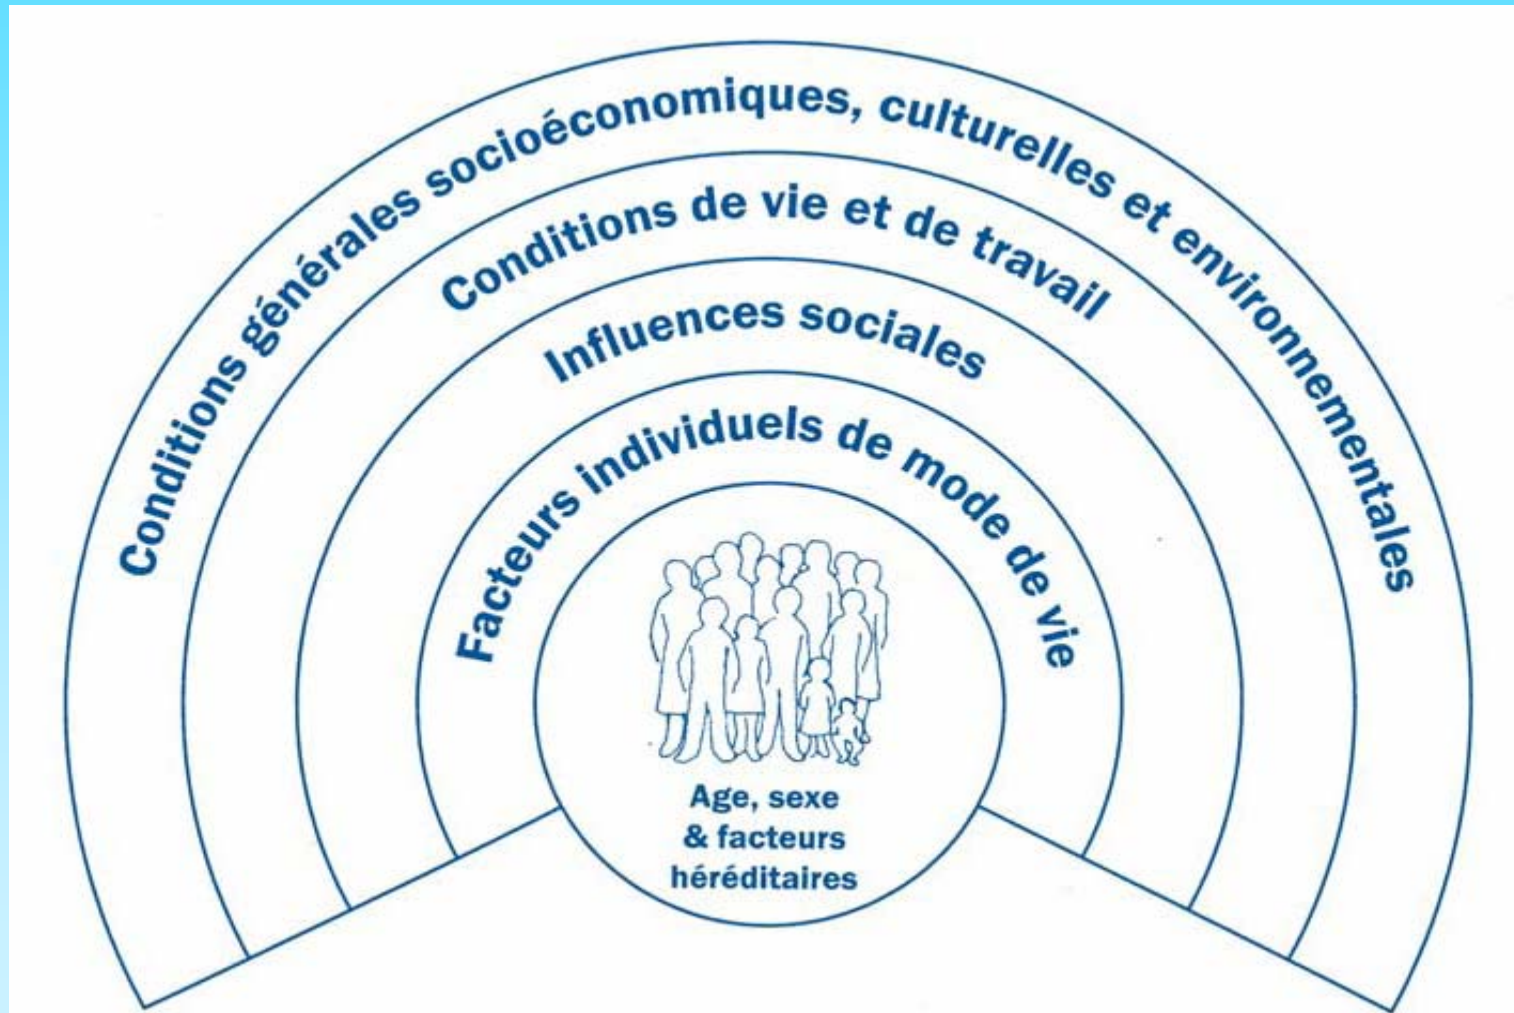 Conditions générales socioéconomiques, culturelles et environnementales
Conditions de vie et de travail
Influences sociales
Facteurs individuels de mode de vie
Age, sexe
& facteurs
héréditaires